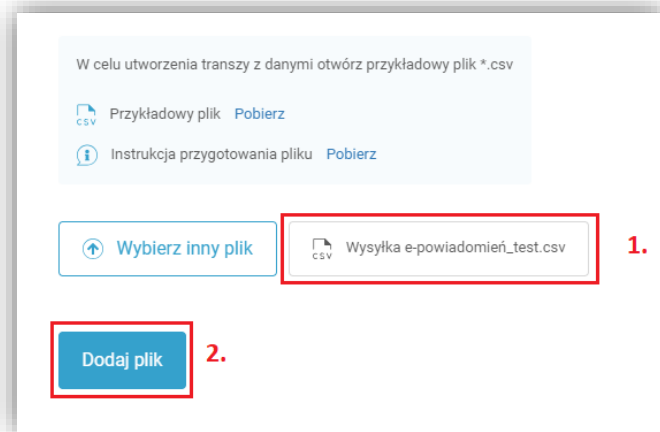 W celu utworzenia transzy z danymi otwórz przykładowy plik *.csv
CSV Przykładowy plik Pobierz
i Instrukcja przygotowania pliku Pobierz
Wybierz inny plik CSV Wysyłka e-powiadomień_test.csv 1.
Dodaj plik 2.